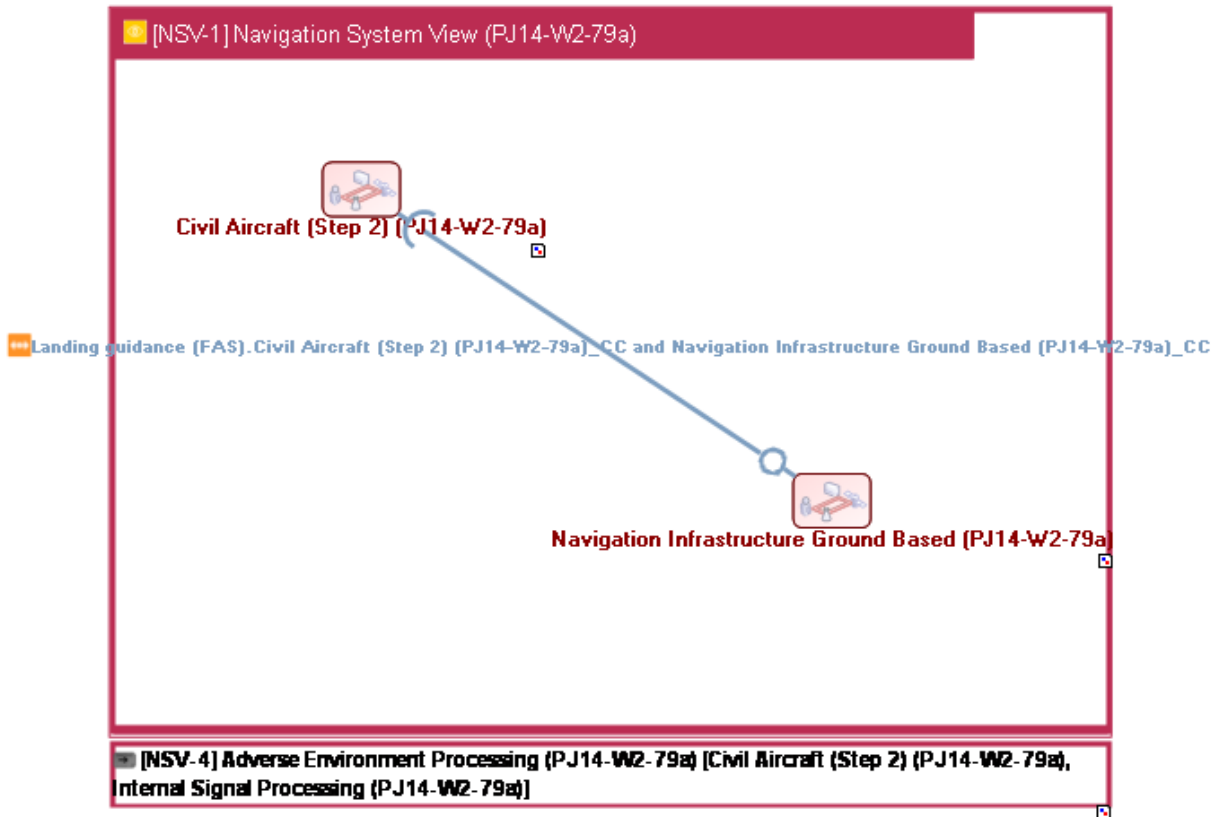 [NSV-1] Navigation System View (PJ14-W2-79a)
Civil Aircraft (Step 2) (PJ14-W2-79a)
Landing guidance (FAS).Civil Aircraft (Step 2) (PJ14-W2-79a)_CC and Navigation Infrastructure Ground Based (PJ14-W2-79a)_CC
Navigation Infrastructure Ground Based (PJ14-W2-79a)
[NSV-4] Adverse Environment Processing (PJ14-W2-79a) [Civil Aircraft (Step 2) (PJ14-W2-79a),
Internal Signal Processing (PJ14-W2-79a)]